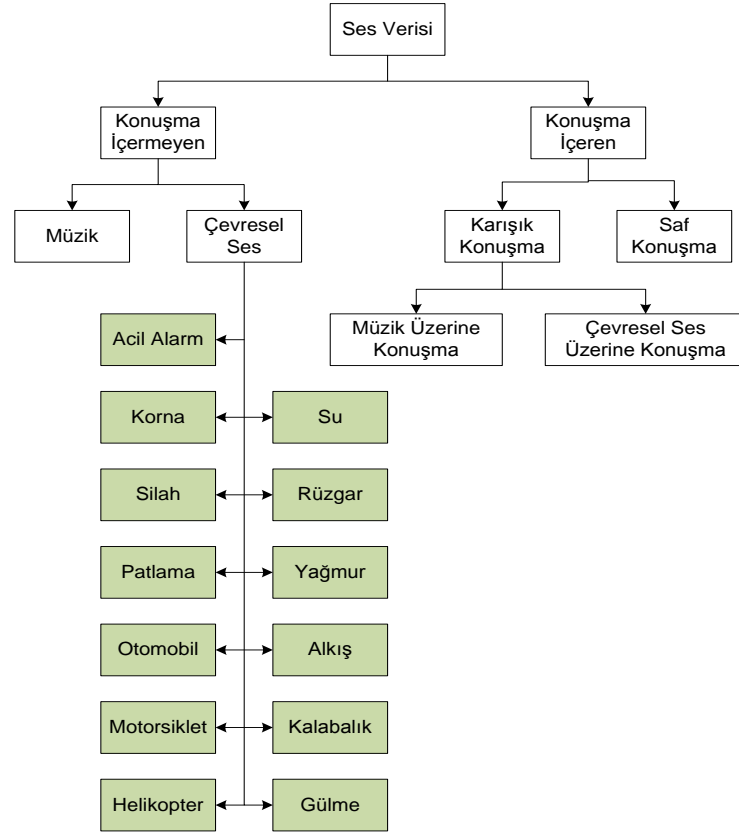 Ses Verisi
Konuşma
İçermeyen
Konuşma
İçeren
Müzik
Çevresel
Ses
Karışık
Konuşma
Saf
Konuşma
Müzik Üzerine
Konuşma
Çevresel Ses
Üzerine Konuşma
Acil Alarm
Korna
Su
Silah
Rüzgar
Patlama
Yağmur
Otomobil
Alkış
Motorsiklet
Kalabalık
Helikopter
Gülme